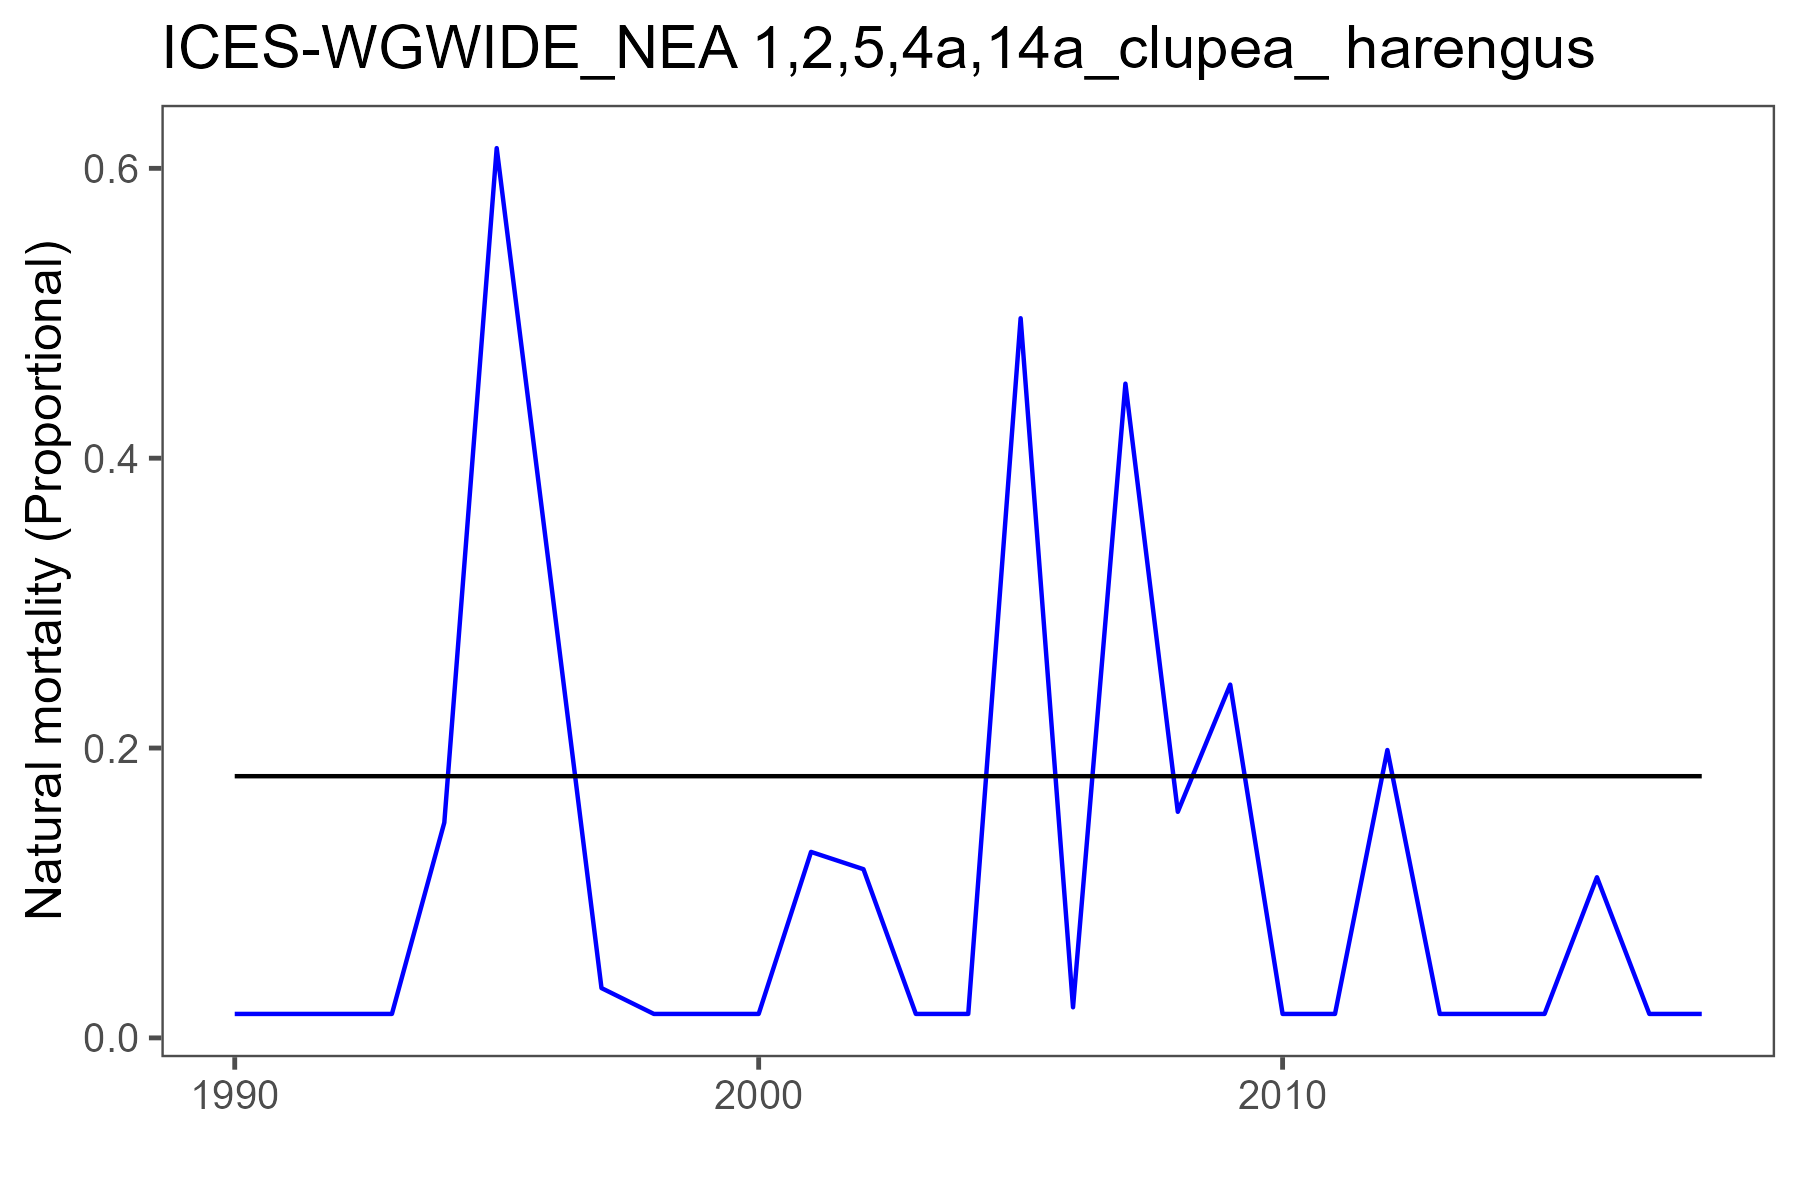 ICES-WGWIDE_NEA 1,2,5,4a,14a_clupea_ harengus
Natural mortality (Proportional)
0.6
0.4
0.2
0.0
1990 2000 2010